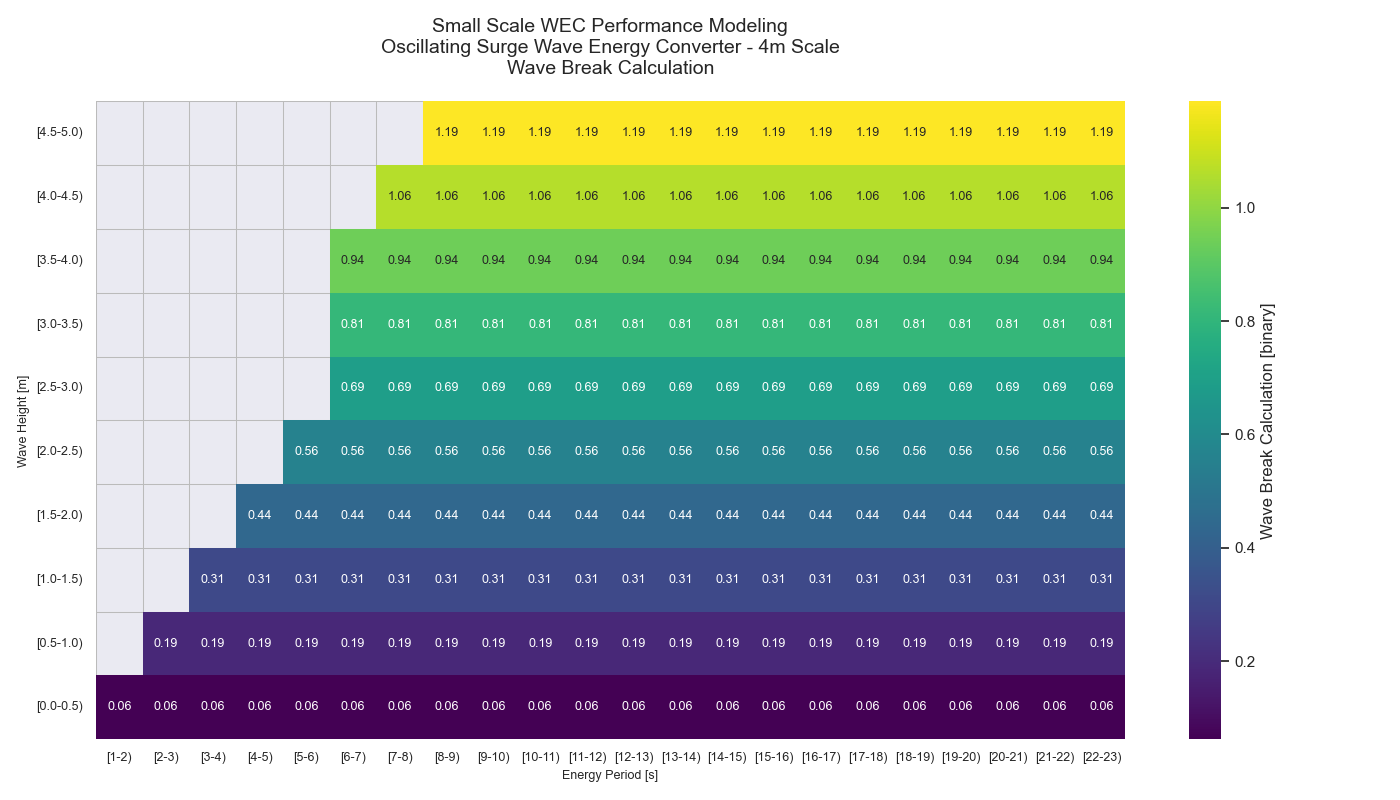 Small Scale WEC Performance Modeling
Oscillating Surge Wave Energy Converter - 4m Scale
Wave Break Calculation
[4.5-5.0) 1.19 1.19 1.19 1.19 1.19 1.19 1.19 1.19 1.19 1.19 1.19 1.19 1.19 1.19 1.19
[4.0-4.5) 1.06 1.06 1.06 1.06 1.06 1.06 1.06 1.06 1.06 1.06 1.06 1.06 1.06 1.06 1.06 1.06
[3.5-4.0) 0.94 0.94 0.94 0.94 0.94 0.94 0.94 0.94 0.94 0.94 0.94 0.94 0.94 0.94 0.94 0.94 0.94
[3.0-3.5) 0.81 0.81 0.81 0.81 0.81 0.81 0.81 0.81 0.81 0.81 0.81 0.81 0.81 0.81 0.81 0.81 0.81
[2.5-3.0) 0.69 0.69 0.69 0.69 0.69 0.69 0.69 0.69 0.69 0.69 0.69 0.69 0.69 0.69 0.69 0.69 0.69
[2.0-2.5) 0.56 0.56 0.56 0.56 0.56 0.56 0.56 0.56 0.56 0.56 0.56 0.56 0.56 0.56 0.56 0.56 0.56 0.56
[1.5-2.0) 0.44 0.44 0.44 0.44 0.44 0.44 0.44 0.44 0.44 0.44 0.44 0.44 0.44 0.44 0.44 0.44 0.44 0.44 0.44
[1.0-1.5) 0.31 0.31 0.31 0.31 0.31 0.31 0.31 0.31 0.31 0.31 0.31 0.31 0.31 0.31 0.31 0.31 0.31 0.31 0.31 0.31
[0.5-1.0) 0.19 0.19 0.19 0.19 0.19 0.19 0.19 0.19 0.19 0.19 0.19 0.19 0.19 0.19 0.19 0.19 0.19 0.19 0.19 0.19 0.19
[0.0-0.5) 0.06 0.06 0.06 0.06 0.06 0.06 0.06 0.06 0.06 0.06 0.06 0.06 0.06 0.06 0.06 0.06 0.06 0.06 0.06 0.06 0.06 0.06
[1-2) [2-3) [3-4) [4-5) [5-6) [6-7) [7-8) [8-9) [9-10) [10-11) [11-12) [12-13) [13-14) [14-15) [15-16) [16-17) [17-18) [18-19) [19-20) [20-21) [21-22) [22-23)
Energy Period [s]
Wave Height [m]
1.0
0.8
0.6
0.4
0.2
Wave Break Calculation [binary]